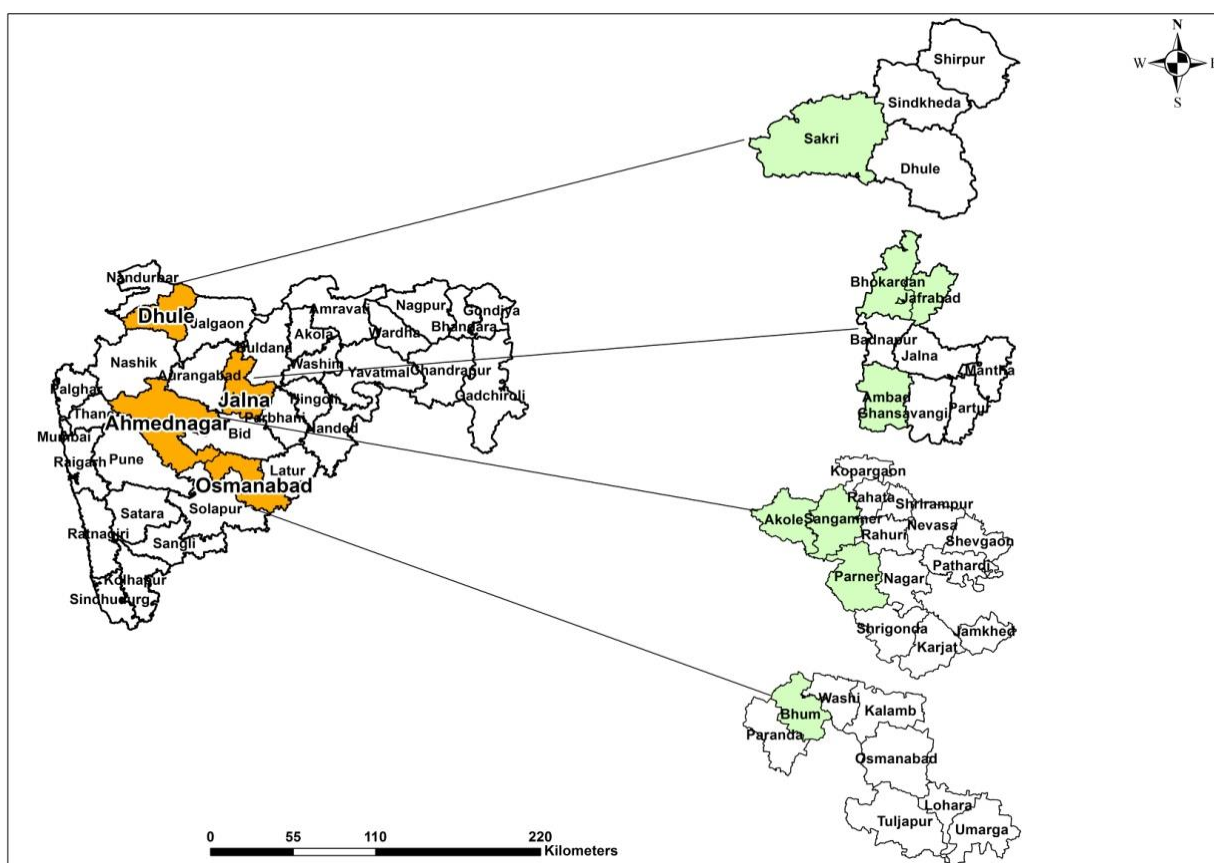 N
W
E
S
Shirpur
Sindkheda
Sakri
Dhule
Bhokardan
Jafrabad
Badnapur
Jalna
Mantha
Ambad
Ghansavangi
Partur
Kopargaon
Rahata
Shrirampur
Akole
Sangamner
Rahuri
Nevasa
Shevgaon
Parner
Nagar
Pathardi
Shrigonda
Karjat
Jamkhed
Bhum
Washi
Kalamb
Paranda
Osmanabad
Tuljapur
Lohara
Umarga
Nandurbar
Dhule
Jalgaon
Nashik
Aurangabad
Buldana
Akola
Amravati
Nagpur
Wardha
Bhandara
Gondiya
Washim
Yavatmal
Chandrapur
Gadchiroli
Jalna
Hingoli
Parbhani
Nanded
Palghar
Thane
Ahmednagar
Bid
Mumbai
Raigarh
Pune
Latur
Osmanabad
Solapur
Satara
Ratnagiri
Sangli
Kolhapur
Sindhudurg
0 55 110 220
Kilometers